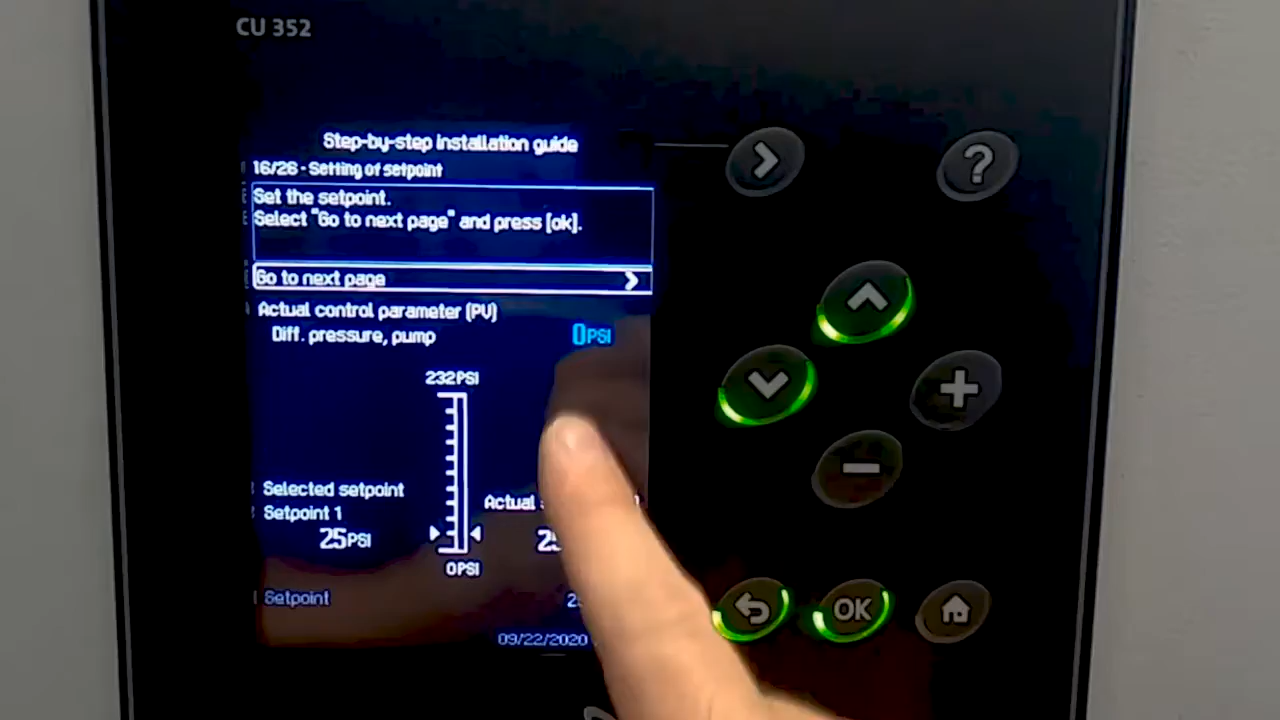 CU 352
Step-by-step installation guide
16/26 - Setting of setpoint
Set the setpoint.
Select "Go to next page" and press [ok].
Go to next page
Actual control parameter (PV)
Diff. pressure, pump 0PSI
232PSI
Selected setpoint
Actual
Setpoint 1
25PSI
0PSI
Setpoint
09/22/2020
OK